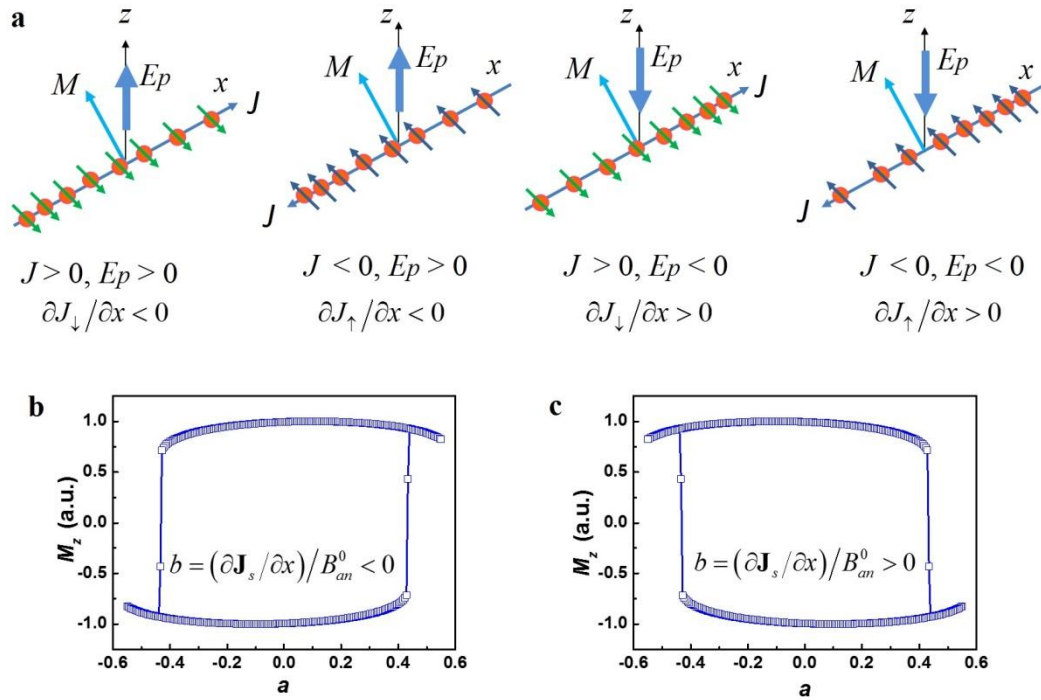 a
z z z z
Ep Ep Ep Ep
M M M M
x x x x
J J J J
J > 0, Ep > 0 J < 0, Ep > 0 J > 0, Ep < 0 J < 0, Ep < 0
∂J↓/∂x < 0 ∂J↑/∂x < 0 ∂J↓/∂x > 0 ∂J↑/∂x > 0
b
1.0
0.5
0.0
-0.5
-1.0
Mz (a.u.)
b = (∂Js/∂x)/B⁰an < 0
-0.6 -0.4 -0.2 0.0 0.2 0.4 0.6
a
c
1.0
0.5
0.0
-0.5
-1.0
Mz (a.u.)
b = (∂Js/∂x)/B⁰an > 0
-0.6 -0.4 -0.2 0.0 0.2 0.4 0.6
a